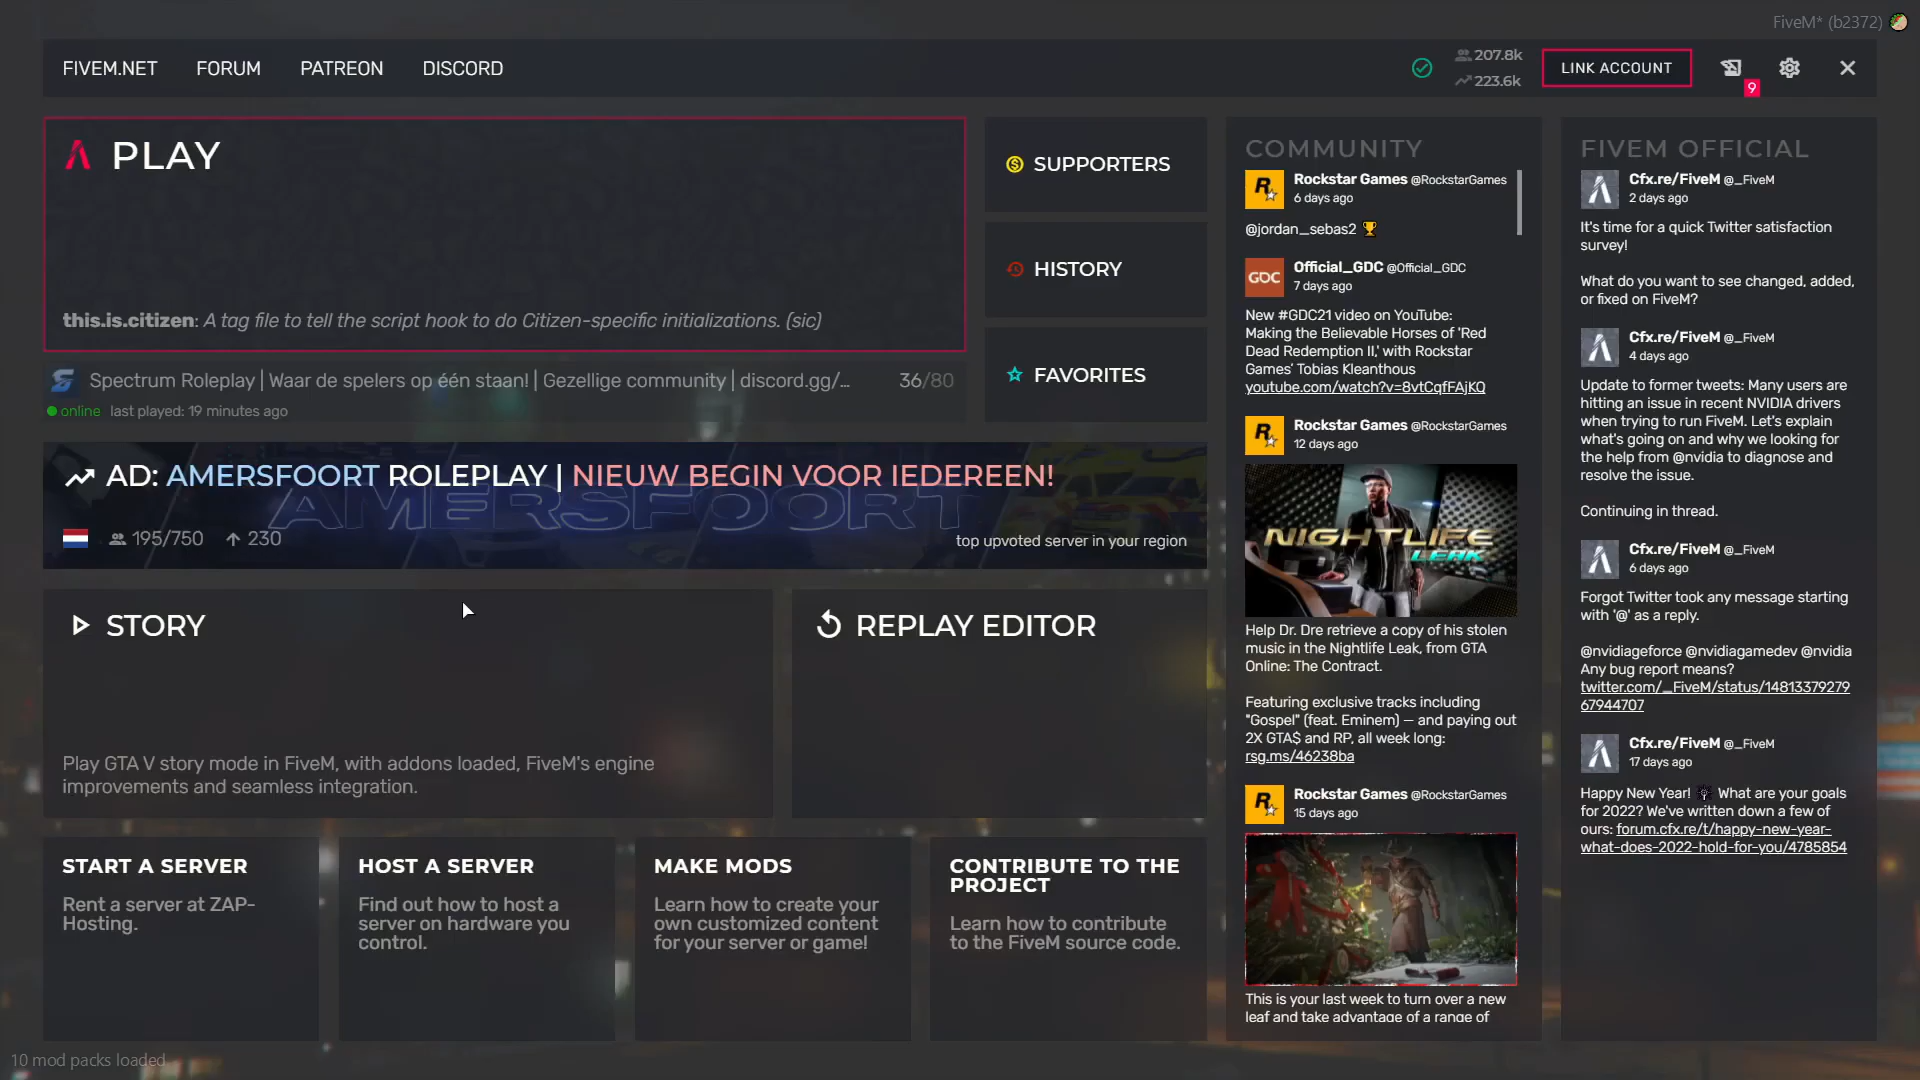 FiveM* (b2372)
FIVEM.NET
FORUM
PATREON
DISCORD
207.8k
223.6k
LINK ACCOUNT
9
PLAY
this.is.citizen: A tag file to tell the script hook to do Citizen-specific initializations. (sic)
Spectrum Roleplay | Waar de spelers op één staan! | Gezellige community | discord.gg/...
36/80
online
last played: 19 minutes ago
SUPPORTERS
HISTORY
FAVORITES
AD: AMERSFOORT ROLEPLAY | NIEUW BEGIN VOOR IEDEREEN!
AMERSFOORT
195/750
230
top upvoted server in your region
STORY
Play GTA V story mode in FiveM, with addons loaded, FiveM's engine
improvements and seamless integration.
REPLAY EDITOR
START A SERVER
Rent a server at ZAP-
Hosting.
HOST A SERVER
Find out how to host a
server on hardware you
control.
MAKE MODS
Learn how to create your
own customized content
for your server or game!
CONTRIBUTE TO THE
PROJECT
Learn how to contribute
to the FiveM source code.
10 mod packs loaded
COMMUNITY
Rockstar Games @RockstarGames
6 days ago
@jordan_sebas2 🏆
GDC
Official_GDC @Official_GDC
7 days ago
New #GDC21 video on YouTube:
Making the Believable Horses of 'Red
Dead Redemption II,' with Rockstar
Games' Tobias Kleanthous
youtube.com/watch?v=8vtCqfFAjKQ
Rockstar Games @RockstarGames
12 days ago
NIGHTLIFE
LEAK
Help Dr. Dre retrieve a copy of his stolen
music in the Nightlife Leak, from GTA
Online: The Contract.
Featuring exclusive tracks including
"Gospel" (feat. Eminem) — and paying out
2X GTA$ and RP, all week long:
rsg.ms/46238ba
Rockstar Games @RockstarGames
15 days ago
This is your last week to turn over a new
leaf and take advantage of a range of
FIVEM OFFICIAL
Cfx.re/FiveM @_FiveM
2 days ago
It's time for a quick Twitter satisfaction
survey!
What do you want to see changed, added,
or fixed on FiveM?
Cfx.re/FiveM @_FiveM
4 days ago
Update to former tweets: Many users are
hitting an issue in recent NVIDIA drivers
when trying to run FiveM. Let's explain
what's going on and why we looking for
the help from @nvidia to diagnose and
resolve the issue.
Continuing in thread.
Cfx.re/FiveM @_FiveM
6 days ago
Forgot Twitter took any message starting
with '@' as a reply.
@nvidiageforce @nvidiagamedev @nvidia
Any bug report means?
twitter.com/_FiveM/status/14813379279
67944707
Cfx.re/FiveM @_FiveM
17 days ago
Happy New Year! 🎇 What are your goals
for 2022? We've written down a few of
ours: forum.cfx.re/t/happy-new-year-
what-does-2022-hold-for-you/4785854